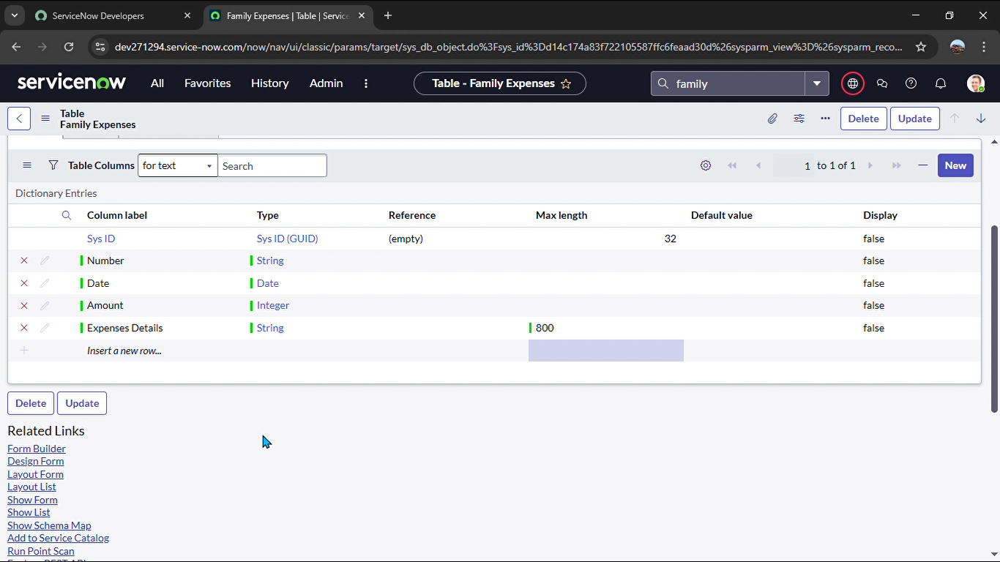 ServiceNow Developers
Family Expenses | Table | Service
dev271294.service-now.com/now/nav/ui/classic/params/target/sys_db_object.do%3Fsys_id%3Dd14c174a83f722105587ffc6feaad30d%26sysparm_view%3D%26sysparm_reco...
servicenow All Favorites History Admin Table - Family Expenses family
Table
Family Expenses
Delete Update
Table Columns for text Search 1 to 1 of 1 New
Dictionary Entries
Column label Type Reference Max length Default value Display
Sys ID Sys ID (GUID) (empty) 32 false
Number String false
Date Date false
Amount Integer false
Expenses Details String 800 false
Insert a new row...
Delete Update
Related Links
Form Builder
Design Form
Layout Form
Layout List
Show Form
Show List
Show Schema Map
Add to Service Catalog
Run Point Scan